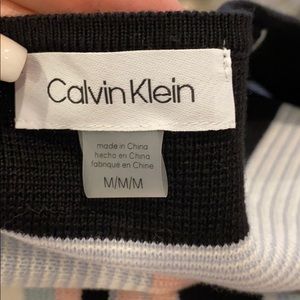 Calvin Klein
made in China
hecho en China
fabriqué en Chine
M/M/M